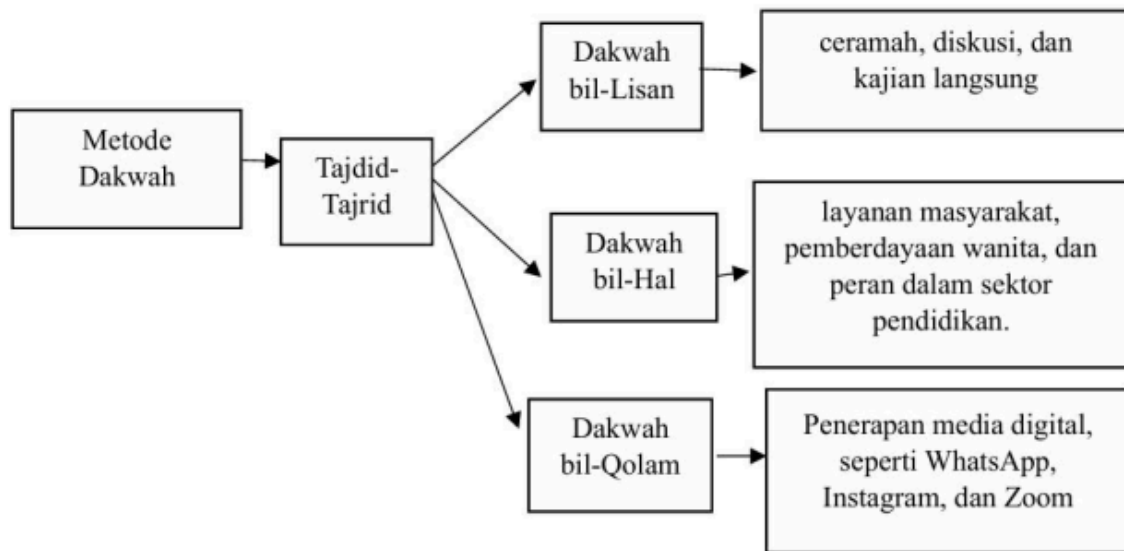 Metode
Dakwah
Tajdid-
Tajrid
Dakwah
bil-Lisan
ceramah, diskusi, dan
kajian langsung
Dakwah
bil-Hal
layanan masyarakat,
pemberdayaan wanita, dan
peran dalam sektor
pendidikan.
Dakwah
bil-Qolam
Penerapan media digital,
seperti WhatsApp,
Instagram, dan Zoom